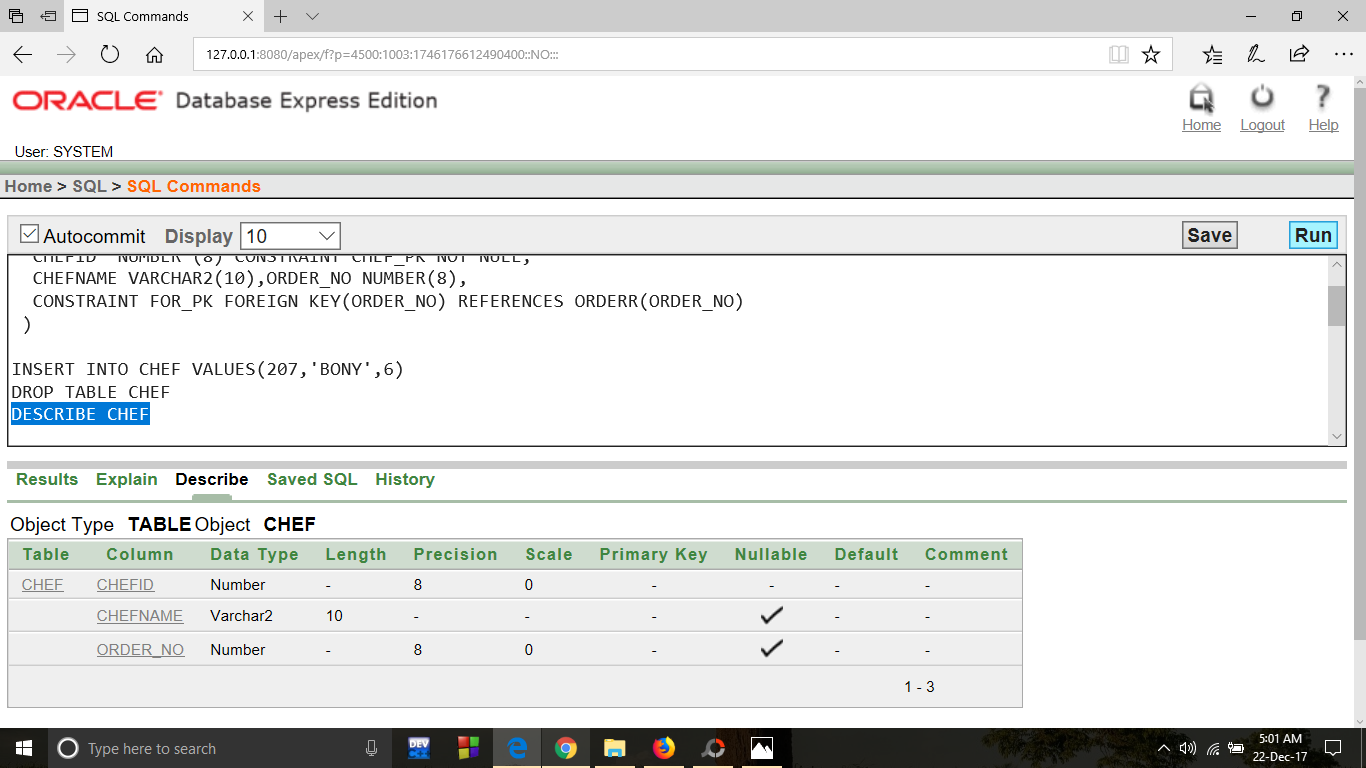 SQL Commands
127.0.0.1:8080/apex/f?p=4500:1003:1746176612490400::NO:::
ORACLE Database Express Edition
Home Logout Help
User: SYSTEM
Home > SQL > SQL Commands
Autocommit Display 10 Save Run
CHEFID NUMBER (8) CONSTRAINT CHEF_PK NOT NULL,
CHEFNAME VARCHAR2(10),ORDER_NO NUMBER(8),
CONSTRAINT FOR_PK FOREIGN KEY(ORDER_NO) REFERENCES ORDERR(ORDER_NO)
)
INSERT INTO CHEF VALUES(207,'BONY',6)
DROP TABLE CHEF
DESCRIBE CHEF
Results Explain Describe Saved SQL History
Object Type TABLE Object CHEF
Table Column Data Type Length Precision Scale Primary Key Nullable Default Comment
CHEF CHEFID Number - 8 0 - - - -
CHEFNAME Varchar2 10 - - - - -
ORDER_NO Number - 8 0 - - -
1 - 3
Type here to search
DEV
5:01 AM
22-Dec-17